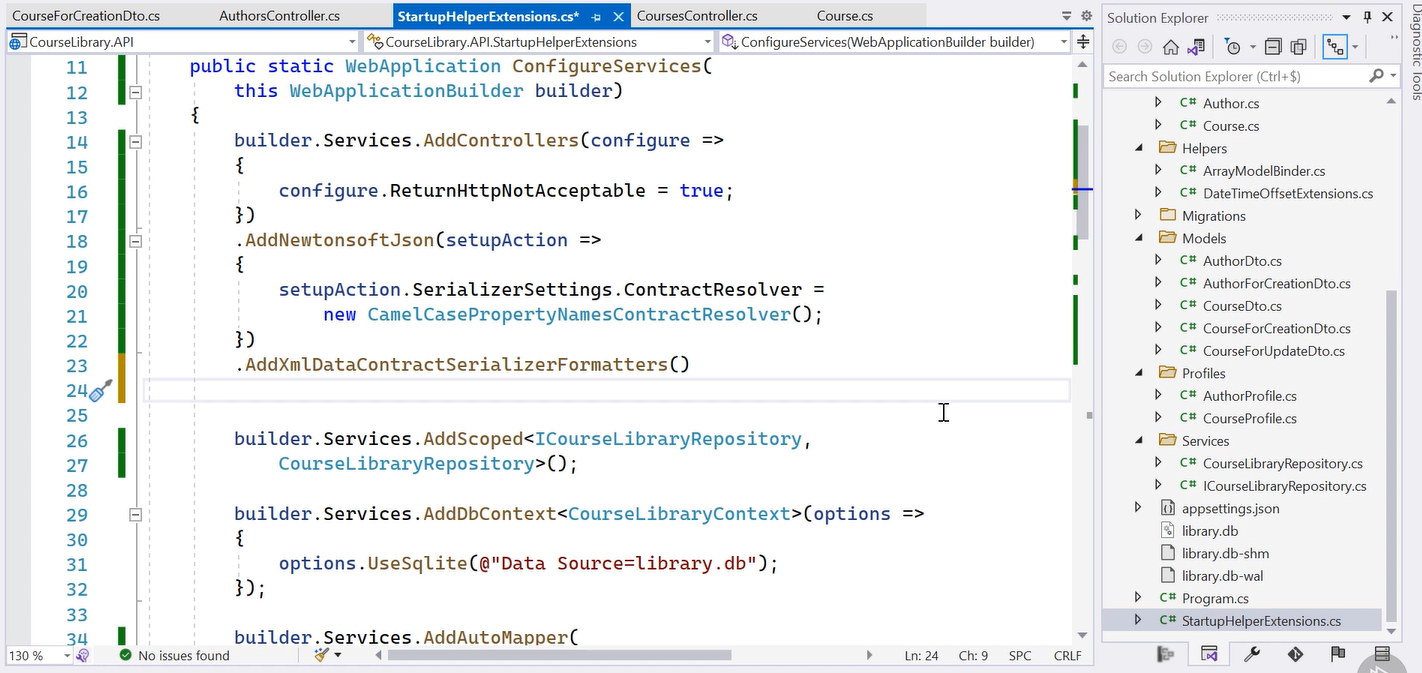 CourseForCreationDto.cs AuthorsController.cs StartupHelperExtensions.cs* CoursesController.cs Course.cs
CourseLibrary.API CourseLibrary.API.StartupHelperExtensions ConfigureServices(WebApplicationBuilder builder)
11 public static WebApplication ConfigureServices(
12 this WebApplicationBuilder builder)
13 {
14 builder.Services.AddControllers(configure =>
15 {
16 configure.ReturnHttpNotAcceptable = true;
17 })
18 .AddNewtonsoftJson(setupAction =>
19 {
20 setupAction.SerializerSettings.ContractResolver =
21 new CamelCasePropertyNamesContractResolver();
22 })
23 .AddXmlDataContractSerializerFormatters()
24
25
26 builder.Services.AddScoped<ICourseLibraryRepository,
27 CourseLibraryRepository>();
28
29 builder.Services.AddDbContext<CourseLibraryContext>(options =>
30 {
31 options.UseSqlite(@"Data Source=library.db");
32 });
33
34 builder.Services.AddAutoMapper(
130 % No issues found Ln: 24 Ch: 9 SPC CRLF
Solution Explorer
Search Solution Explorer (Ctrl+$)
C# Author.cs
C# Course.cs
Helpers
C# ArrayModelBinder.cs
C# DateTimeOffsetExtensions.cs
Migrations
Models
C# AuthorDto.cs
C# AuthorForCreationDto.cs
C# CourseDto.cs
C# CourseForCreationDto.cs
C# CourseForUpdateDto.cs
Profiles
C# AuthorProfile.cs
C# CourseProfile.cs
Services
C# CourseLibraryRepository.cs
C# ICourseLibraryRepository.cs
appsettings.json
library.db
library.db-shm
library.db-wal
C# Program.cs
C# StartupHelperExtensions.cs
Diagnostic Tools